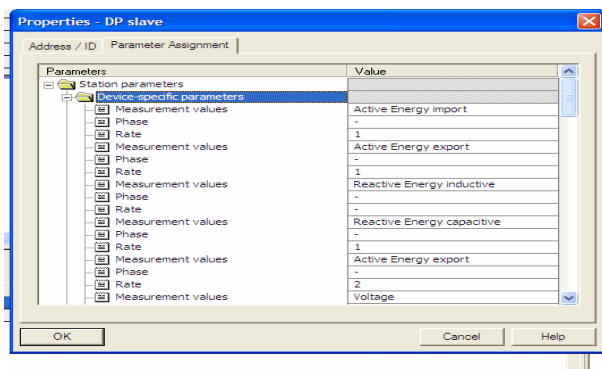 Properties - DP slave
Address / ID Parameter Assignment
Parameters Value
Station parameters
Device-specific parameters
Measurement values Active Energy import
Phase -
Rate 1
Measurement values Active Energy export
Phase -
Rate 1
Measurement values Reactive Energy inductive
Phase -
Rate -
Measurement values Reactive Energy capacitive
Phase -
Rate 1
Measurement values Active Energy export
Phase -
Rate 2
Measurement values Voltage
OK Cancel Help